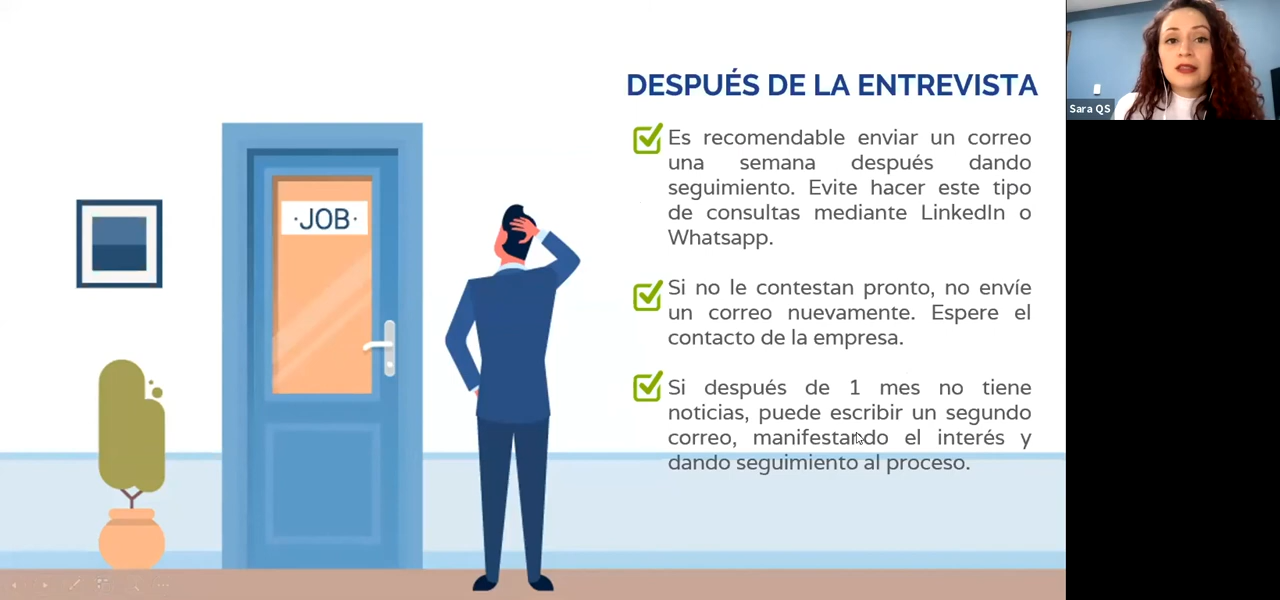 DESPUÉS DE LA ENTREVISTA
Es recomendable enviar un correo
una semana después dando
seguimiento. Evite hacer este tipo
de consultas mediante LinkedIn o
Whatsapp.
Si no le contestan pronto, no envíe
un correo nuevamente. Espere el
contacto de la empresa.
Si después de 1 mes no tiene
noticias, puede escribir un segundo
correo, manifestando el interés y
dando seguimiento al proceso.
·JOB·
Sara QS